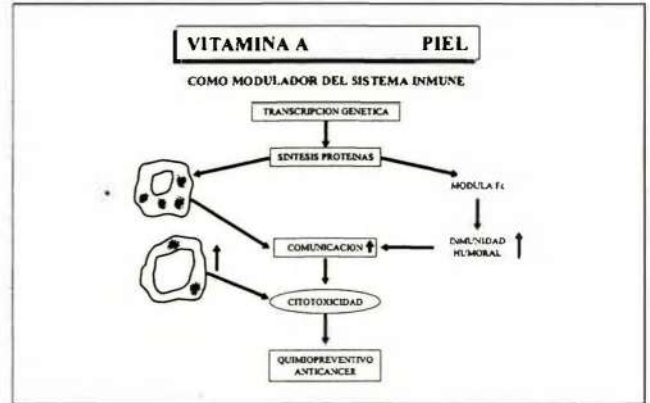 VITAMINA A PIEL
COMO MODULADOR DEL SISTEMA INMUNE
TRANSCRIPCION GENETICA
SINTESIS PROTEINAS
MODULA Fc
COMUNICACION
INMUNIDAD
HUMORAL
CITOTOXICIDAD
QUIMIOPREVENTIVO
ANTICANCER